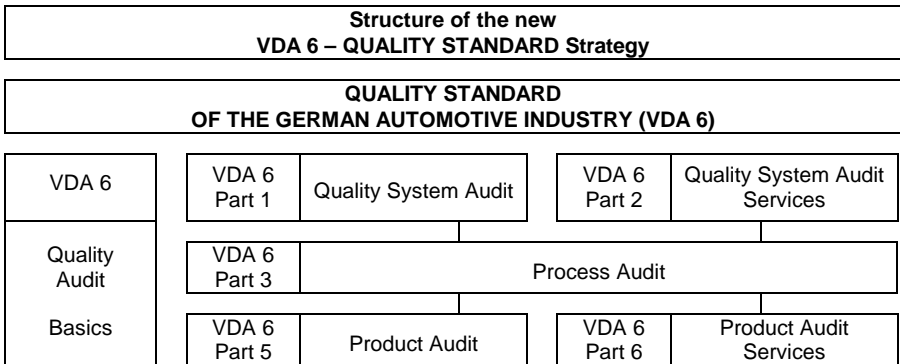 Structure of the new
VDA 6 – QUALITY STANDARD Strategy
QUALITY STANDARD
OF THE GERMAN AUTOMOTIVE INDUSTRY (VDA 6)
VDA 6
VDA 6
Part 1
Quality System Audit
VDA 6
Part 2
Quality System Audit
Services
Quality
Audit
Basics
VDA 6
Part 3
Process Audit
VDA 6
Part 5
Product Audit
VDA 6
Part 6
Product Audit
Services